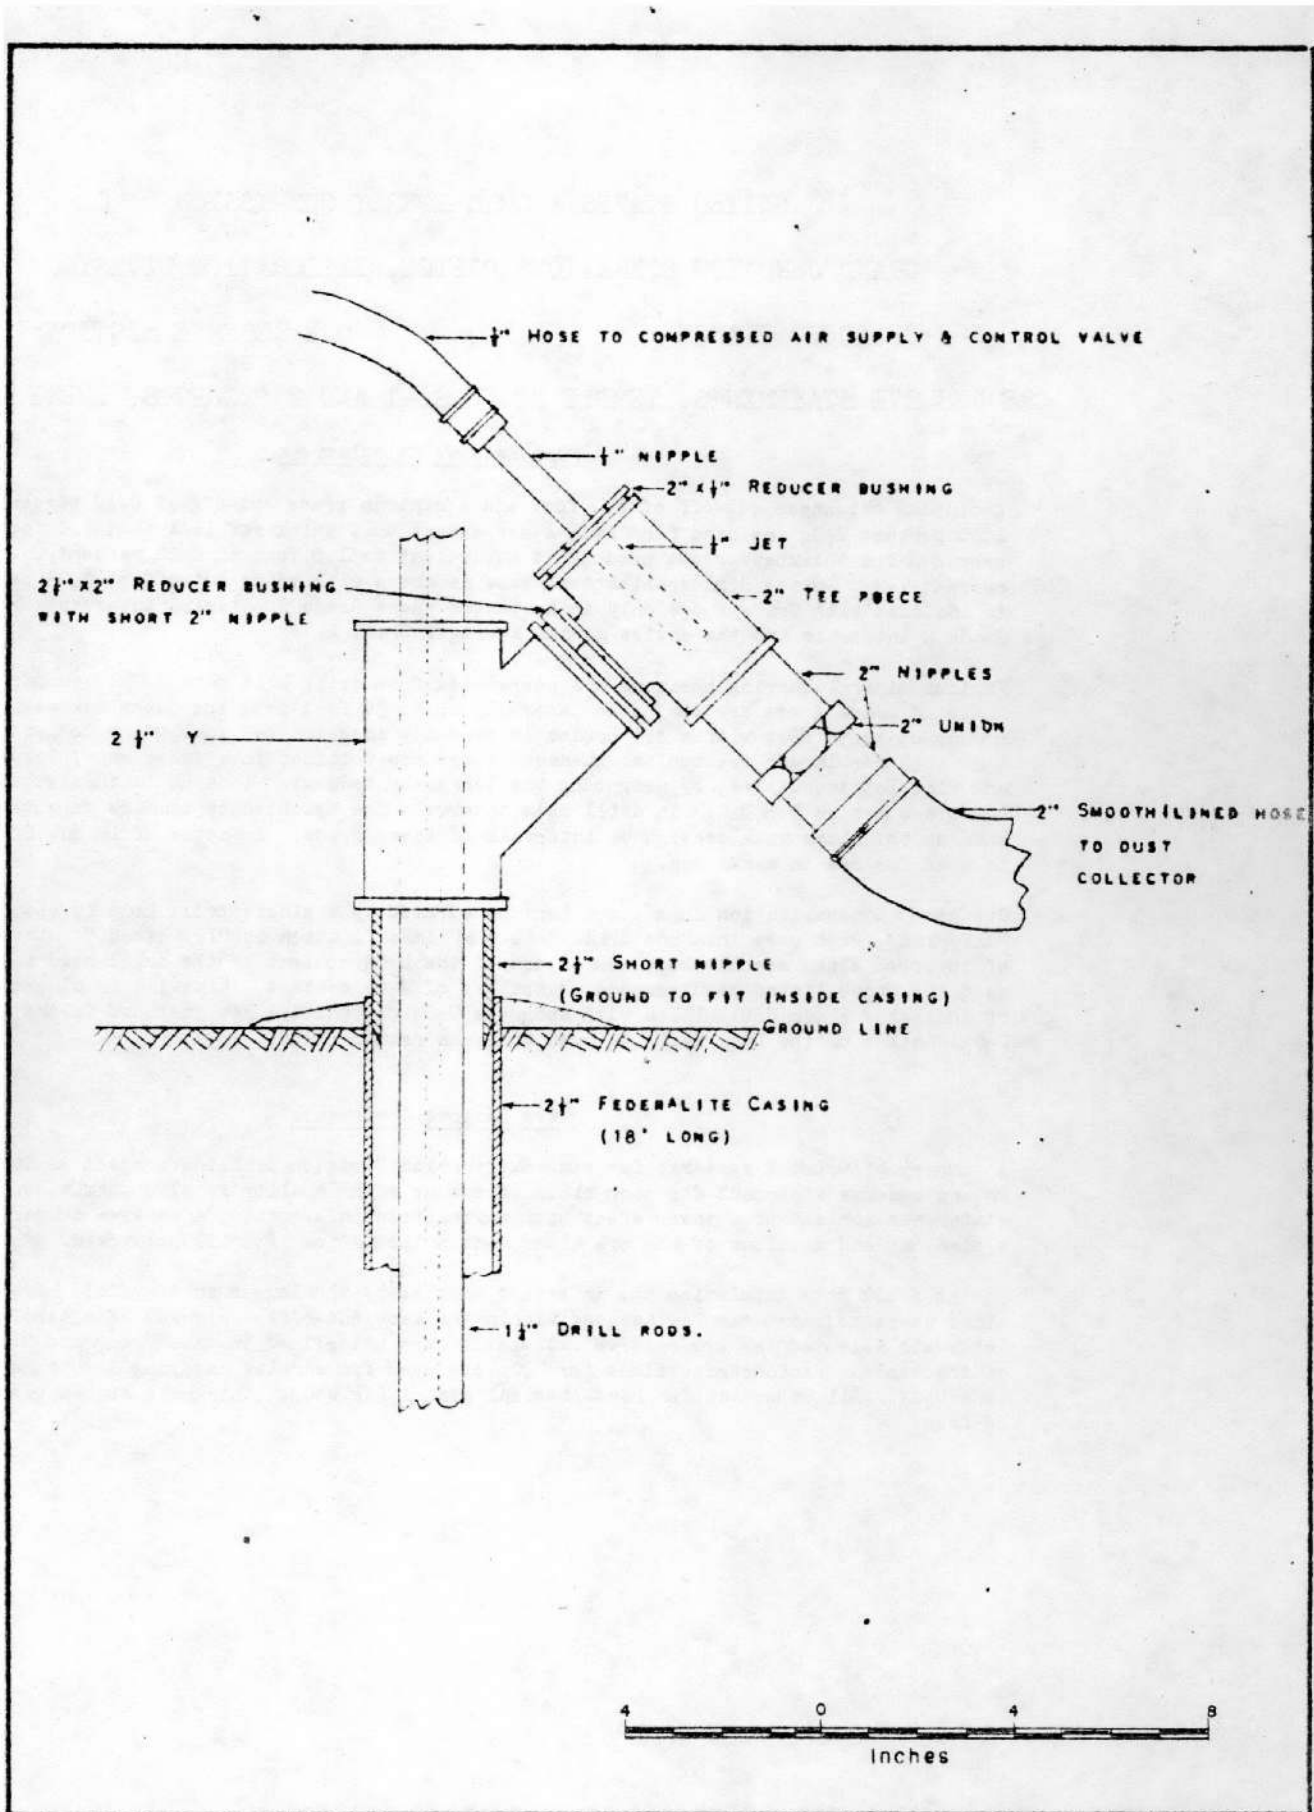 ½" HOSE TO COMPRESSED AIR SUPPLY & CONTROL VALVE
½" NIPPLE
2" x ½" REDUCER BUSHING
½" JET
2½" x 2" REDUCER BUSHING
WITH SHORT 2" NIPPLE
2" TEE PIECE
2" NIPPLES
2" UNION
2½" Y
2" SMOOTH LINED HOSE
TO DUST
COLLECTOR
2½" SHORT NIPPLE
(GROUND TO FIT INSIDE CASING)
GROUND LINE
2½" FEDERALITE CASING
(18" LONG)
DRILL RODS.
4 0 4 8
Inches